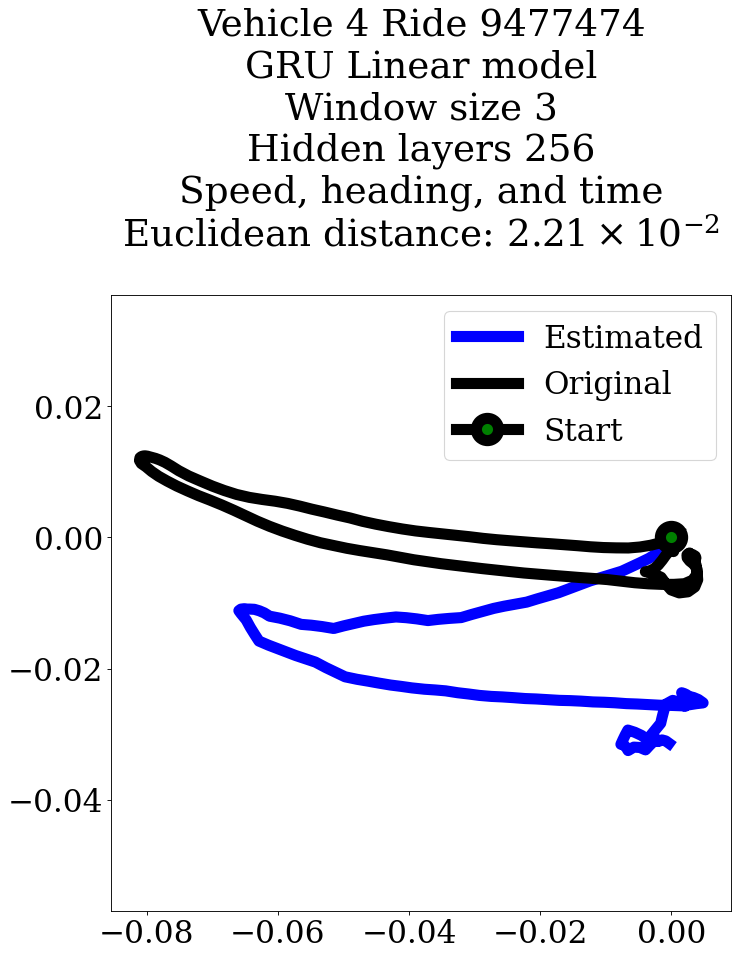 Vehicle 4 Ride 9477474
GRU Linear model
Window size 3
Hidden layers 256
Speed, heading, and time
Euclidean distance: 2.21 × 10⁻²
Estimated
Original
Start
0.02
0.00
−0.02
−0.04
−0.08 −0.06 −0.04 −0.02 0.00